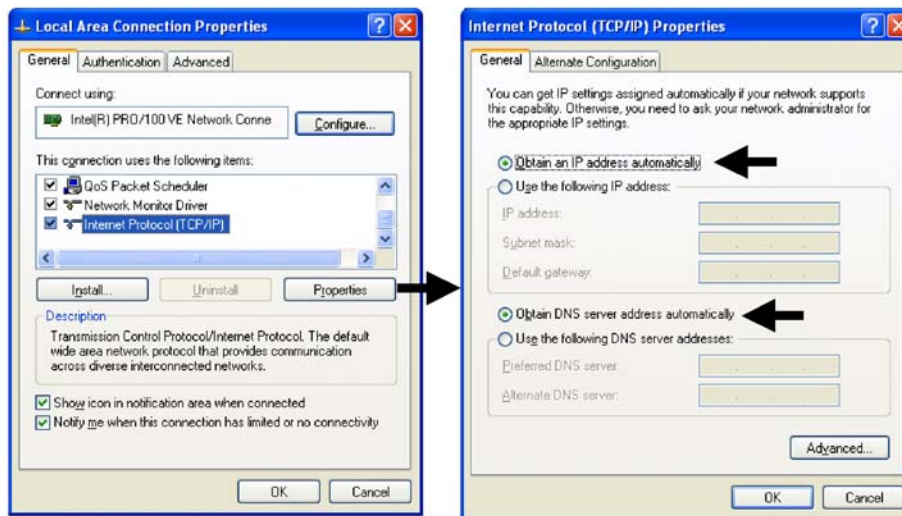 Local Area Connection Properties
General
Authentication
Advanced
Connect using:
Intel(R) PRO/100 VE Network Conne
Configure...
This connection uses the following items:
QoS Packet Scheduler
Network Monitor Driver
Internet Protocol (TCP/IP)
Install...
Uninstall
Properties
Description
Transmission Control Protocol/Internet Protocol. The default
wide area network protocol that provides communication
across diverse interconnected networks.
Show icon in notification area when connected
Notify me when this connection has limited or no connectivity
OK
Cancel
Internet Protocol (TCP/IP) Properties
General
Alternate Configuration
You can get IP settings assigned automatically if your network supports
this capability. Otherwise, you need to ask your network administrator for
the appropriate IP settings.
Obtain an IP address automatically
Use the following IP address:
IP address:
Subnet mask:
Default gateway:
Obtain DNS server address automatically
Use the following DNS server addresses:
Preferred DNS server:
Alternate DNS server:
Advanced...
OK
Cancel